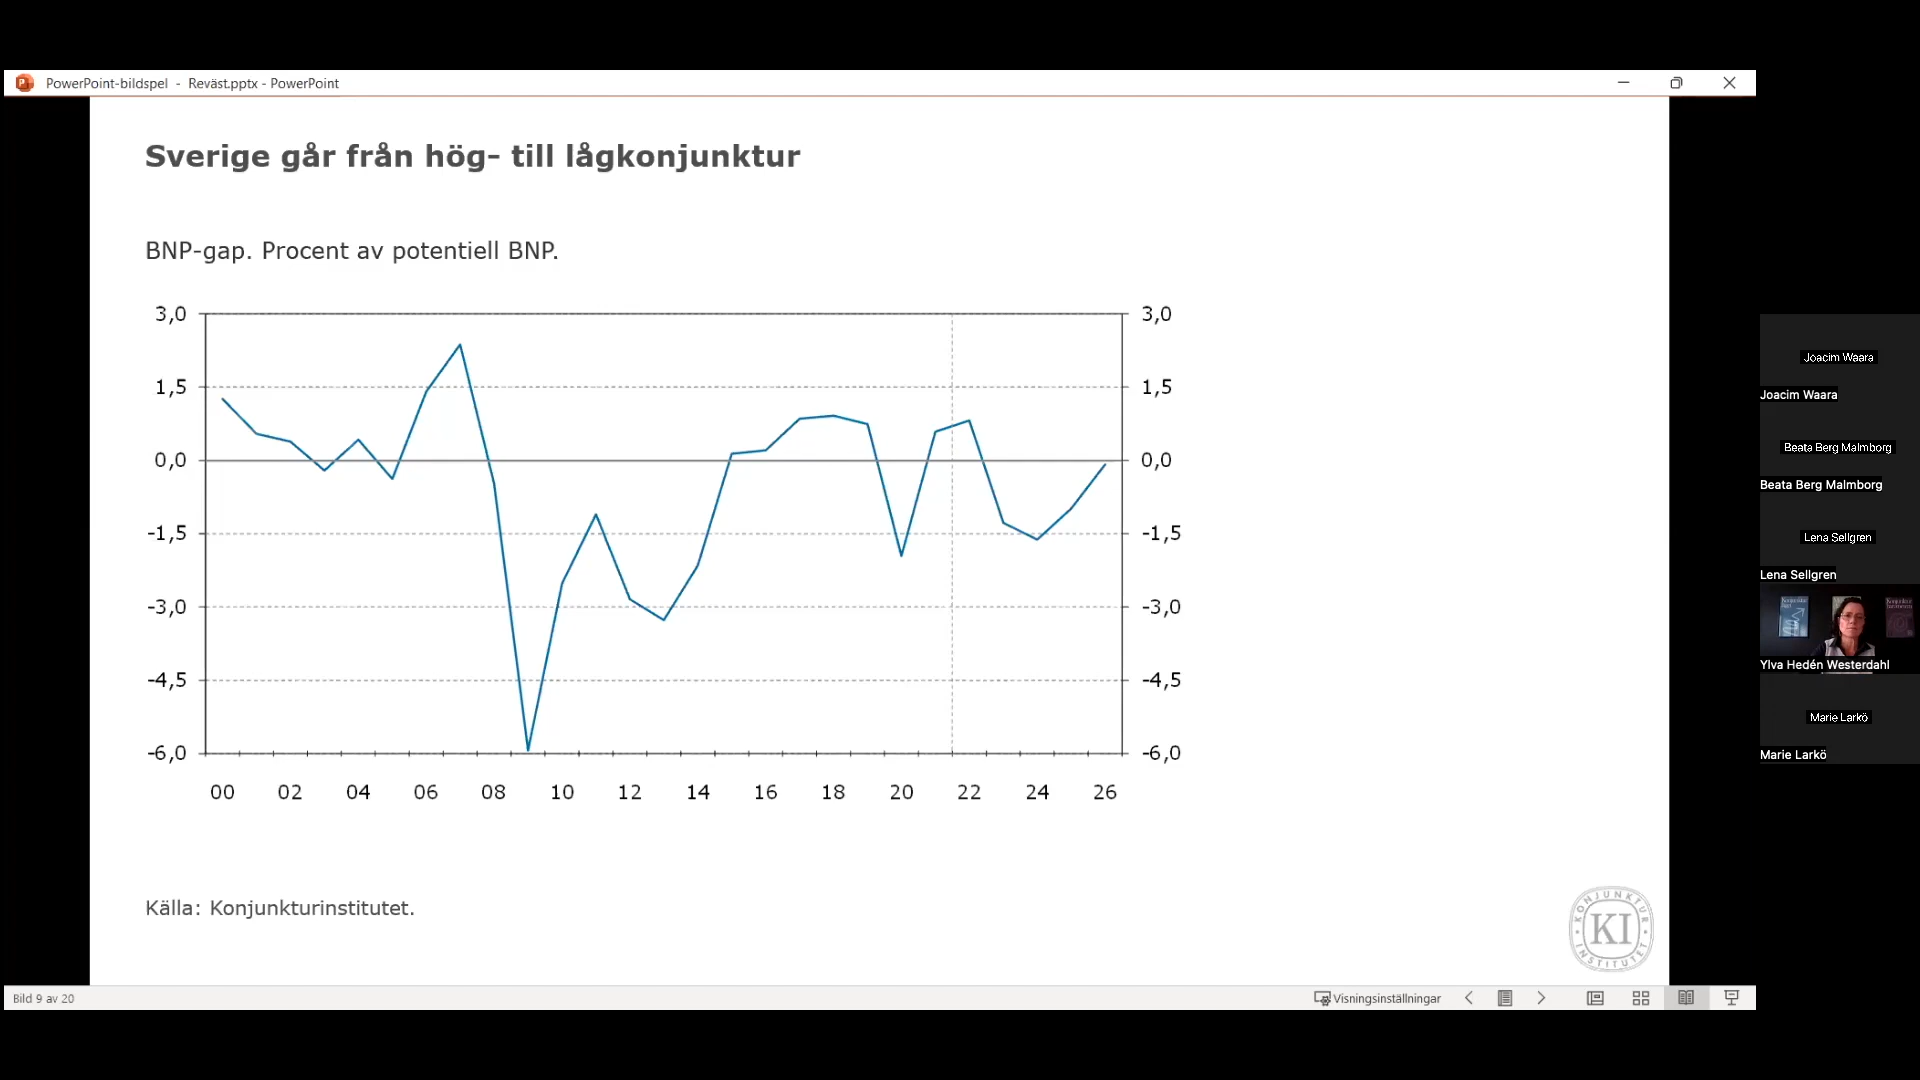 PowerPoint-bildspel - Reväst.pptx - PowerPoint
Sverige går från hög- till lågkonjunktur
BNP-gap. Procent av potentiell BNP.
3,0 3,0
1,5 1,5
0,0 0,0
-1,5 -1,5
-3,0 -3,0
-4,5 -4,5
-6,0 -6,0
00 02 04 06 08 10 12 14 16 18 20 22 24 26
Källa: Konjunkturinstitutet.
KONJUNKTUR
KI
INSTITUTET
Bild 9 av 20
Visningsinställningar
Joacim Waara
Joacim Waara
Beata Berg Malmborg
Beata Berg Malmborg
Lena Sellgren
Lena Sellgren
Ylva Hedén Westerdahl
Marie Larkö
Marie Larkö